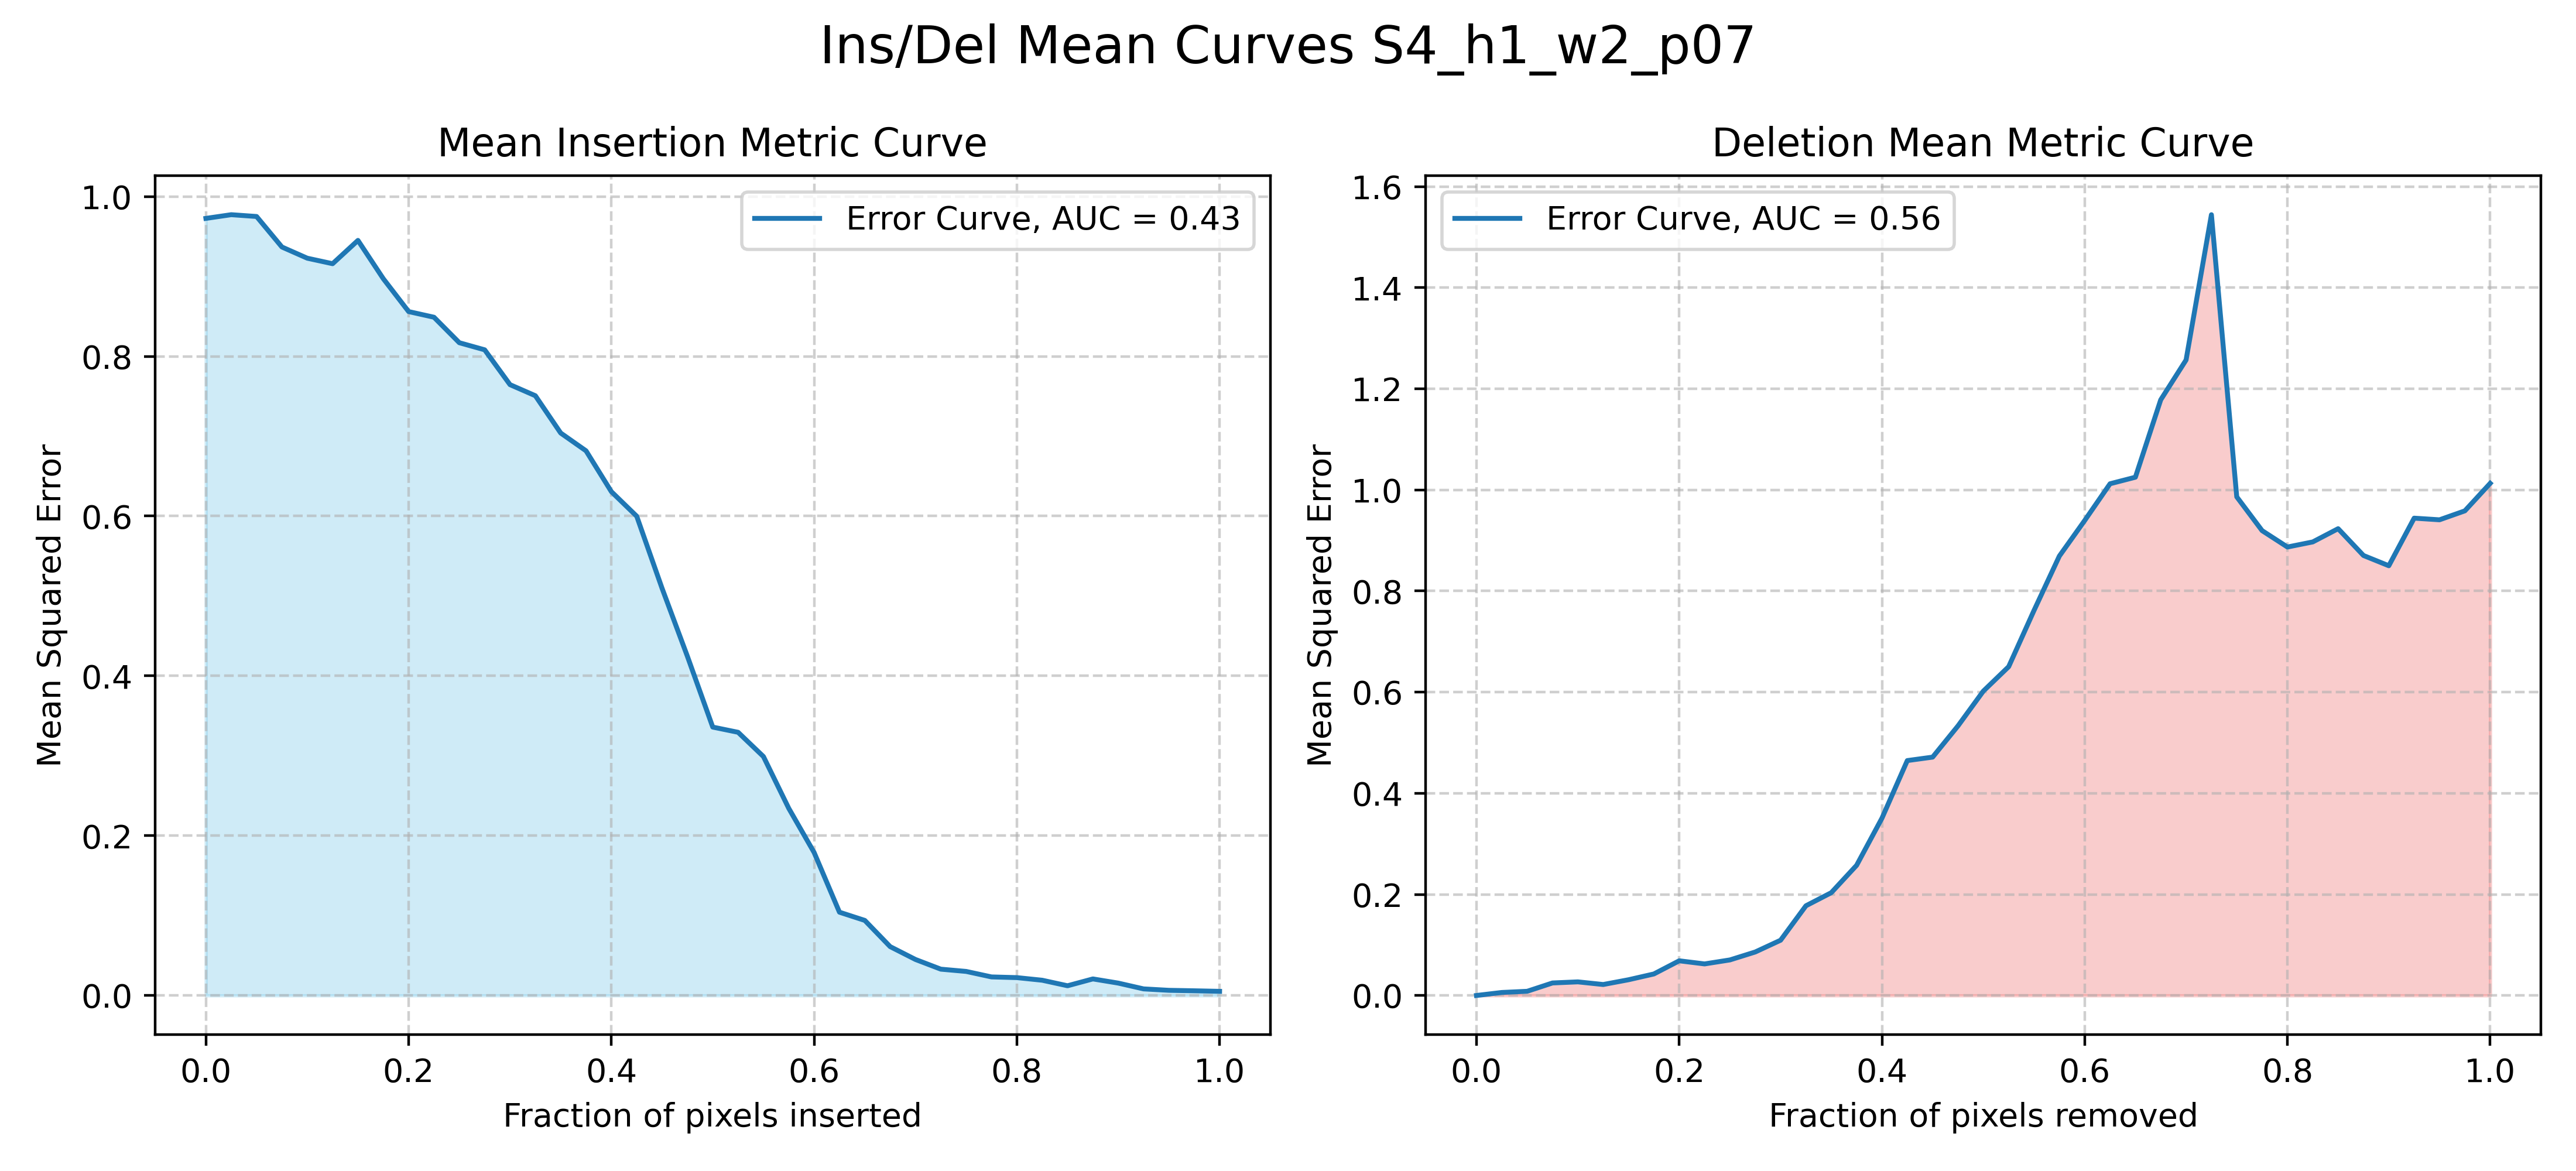 Ins/Del Mean Curves S4_h1_w2_p07
Mean Insertion Metric Curve
Error Curve, AUC = 0.43
Mean Squared Error
1.0
0.8
0.6
0.4
0.2
0.0
0.0 0.2 0.4 0.6 0.8 1.0
Fraction of pixels inserted
Deletion Mean Metric Curve
Error Curve, AUC = 0.56
Mean Squared Error
1.6
1.4
1.2
1.0
0.8
0.6
0.4
0.2
0.0
0.0 0.2 0.4 0.6 0.8 1.0
Fraction of pixels removed